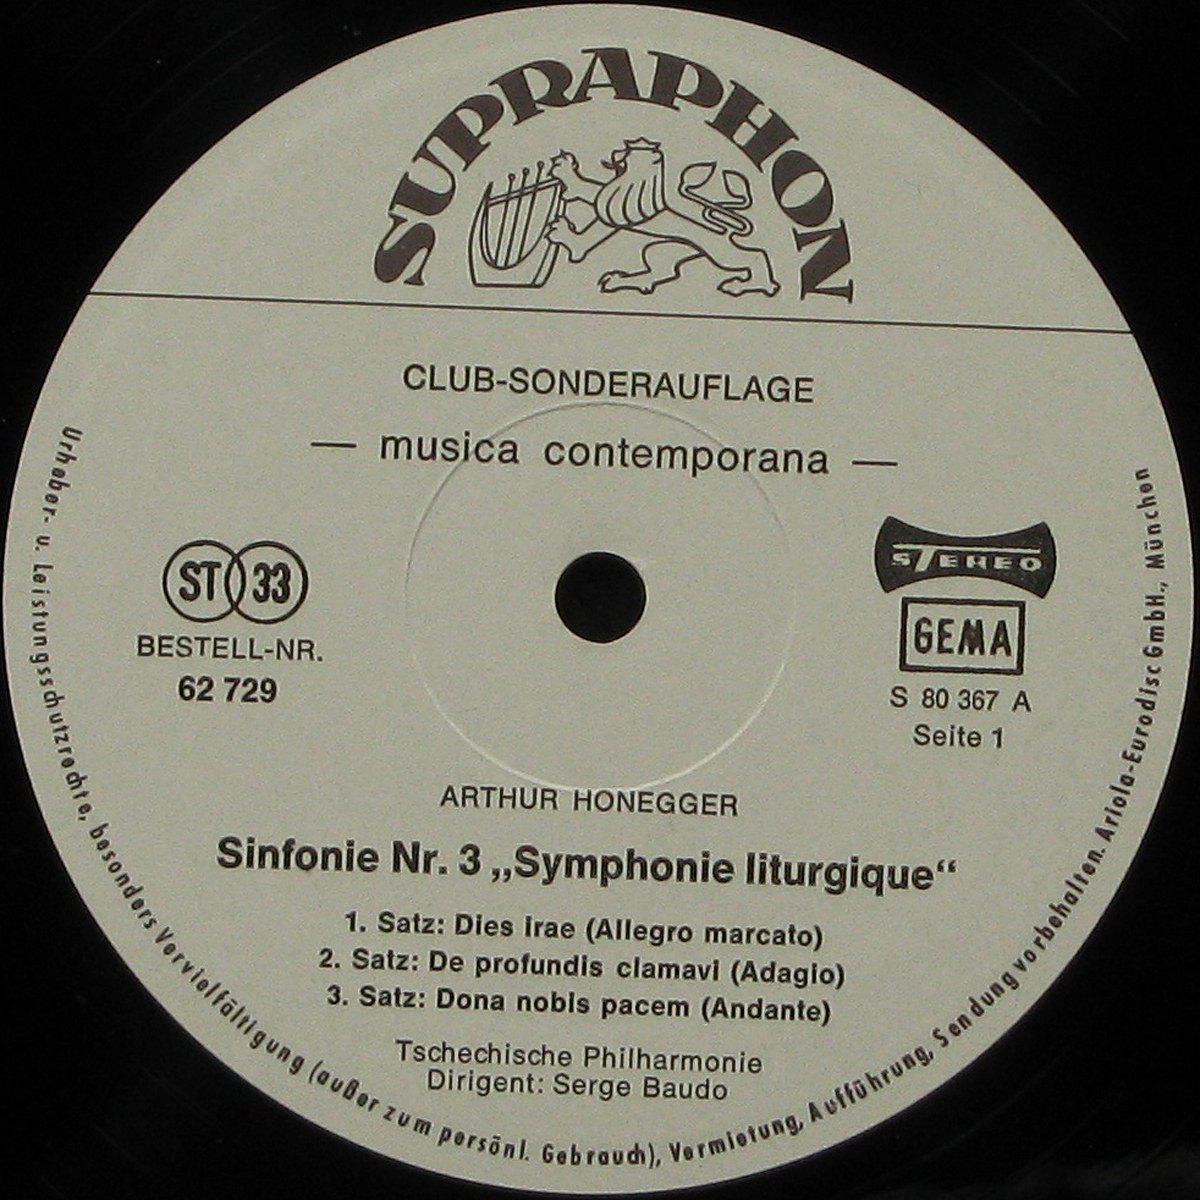 SUPRAPHON
CLUB-SONDERAUFLAGE
— musica contemporana —
ST 33
BESTELL-NR.
62 729
STEREO
GEMA
S 80 367 A
Seite 1
ARTHUR HONEGGER
Sinfonie Nr. 3 „Symphonie liturgique“
1. Satz: Dies irae (Allegro marcato)
2. Satz: De profundis clamavi (Adagio)
3. Satz: Dona nobis pacem (Andante)
Tschechische Philharmonie
Dirigent: Serge Baudo
Urheber- u. Leistungsschutzrechte, besonders Vervielfältigung (außer zum persönl. Gebrauch), Vermietung, Aufführung, Sendung vorbehalten. Ariola-Eurodisc GmbH., München